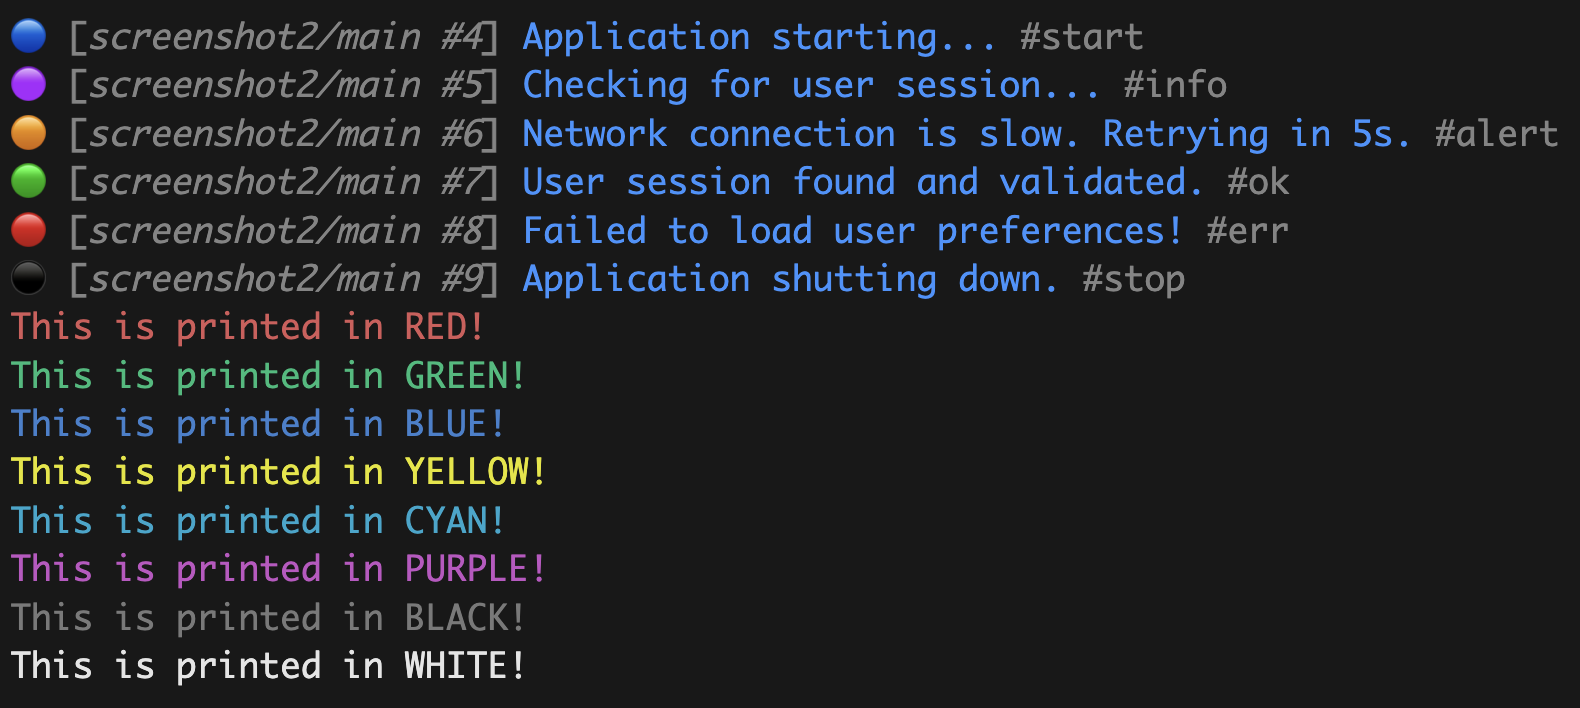 🔵 [screenshot2/main #4] Application starting... #start
🟣 [screenshot2/main #5] Checking for user session... #info
🟠 [screenshot2/main #6] Network connection is slow. Retrying in 5s. #alert
🟢 [screenshot2/main #7] User session found and validated. #ok
🔴 [screenshot2/main #8] Failed to load user preferences! #err
⚫ [screenshot2/main #9] Application shutting down. #stop
This is printed in RED!
This is printed in GREEN!
This is printed in BLUE!
This is printed in YELLOW!
This is printed in CYAN!
This is printed in PURPLE!
This is printed in BLACK!
This is printed in WHITE!